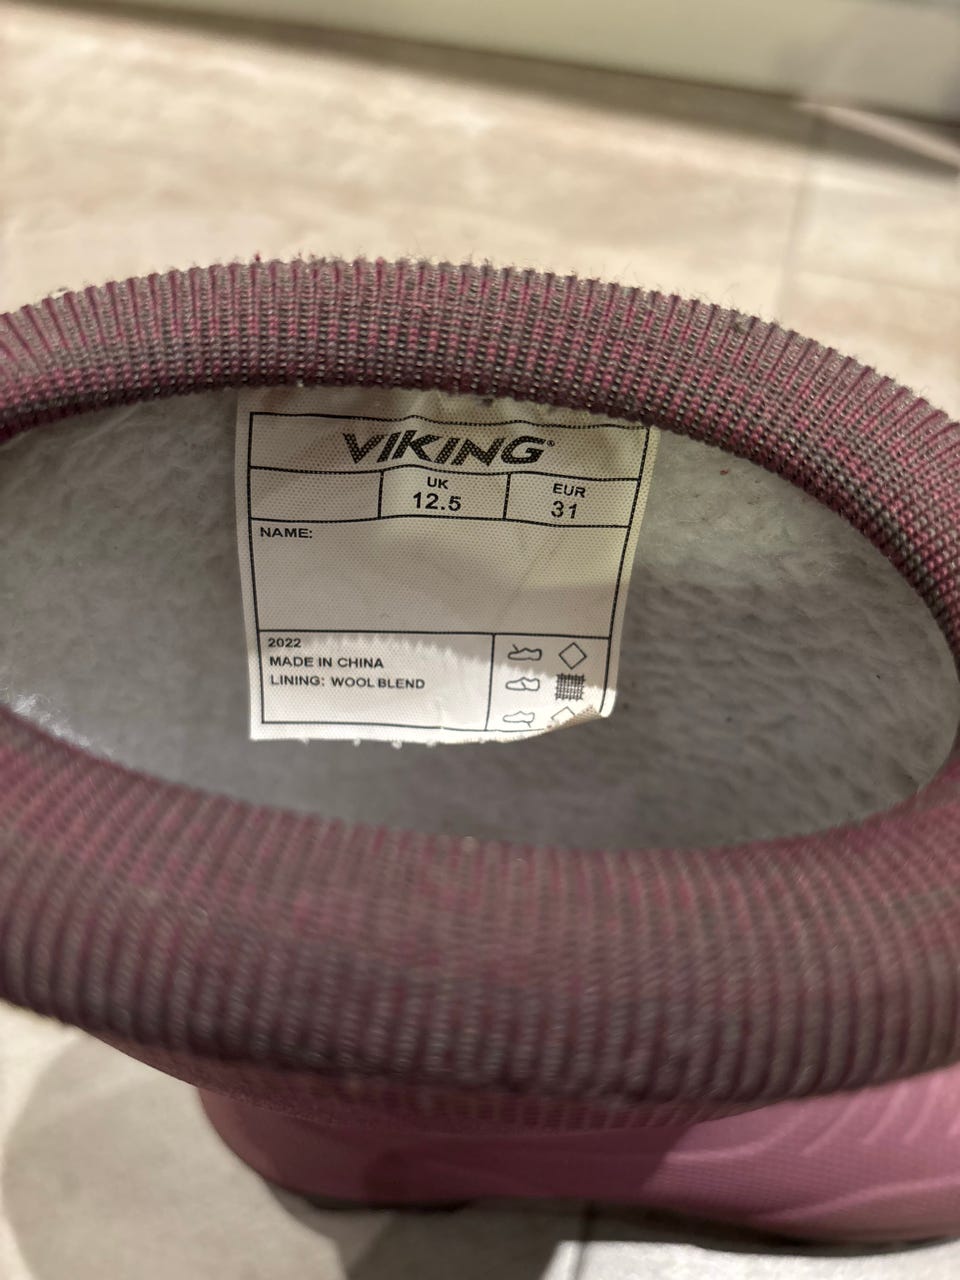 VIKING®
UK EUR
12.5 31
NAME:
2022
MADE IN CHINA
LINING: WOOL BLEND